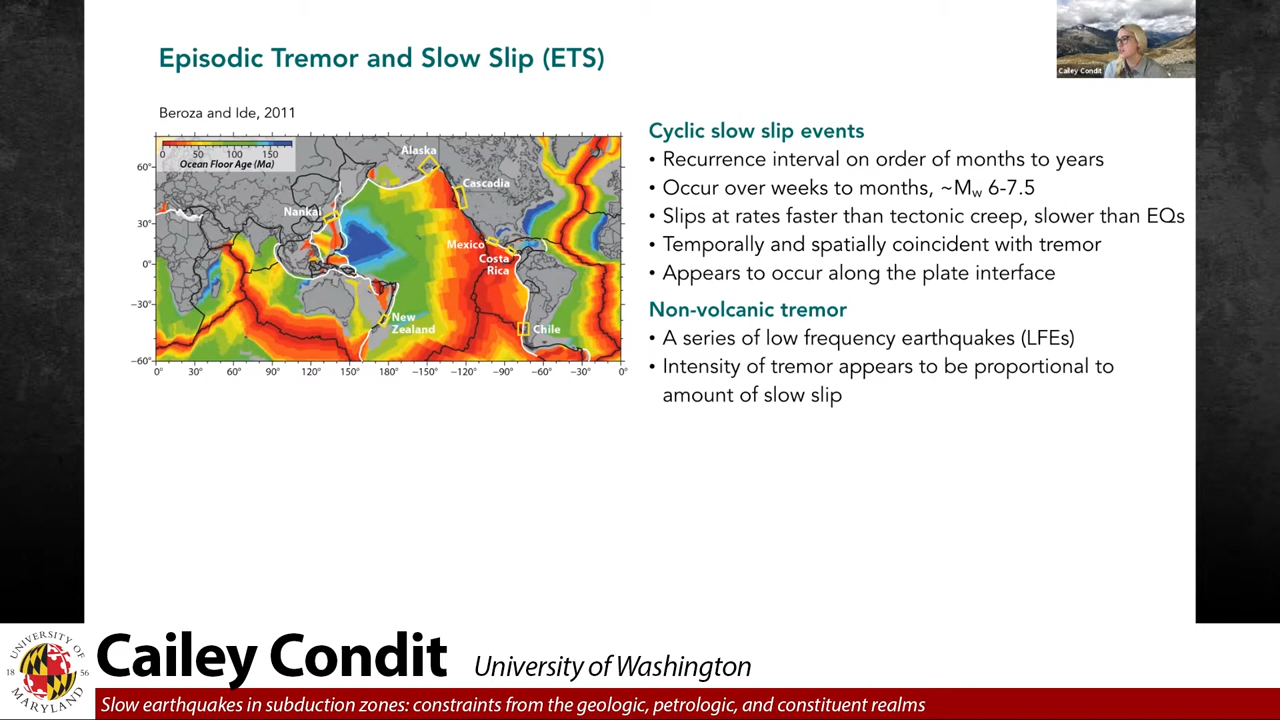 Episodic Tremor and Slow Slip (ETS)
Cailey Condit
Beroza and Ide, 2011
0 50 100 150
Ocean Floor Age (Ma)
60°
30°
0°
−30°
−60°
0° 30° 60° 90° 120° 150° 180° −150° −120° −90° −60° −30° 0°
Alaska
Cascadia
Nankai
Mexico
Costa
Rica
New
Zealand
Chile
Cyclic slow slip events
• Recurrence interval on order of months to years
• Occur over weeks to months, ~Mw 6-7.5
• Slips at rates faster than tectonic creep, slower than EQs
• Temporally and spatially coincident with tremor
• Appears to occur along the plate interface
Non-volcanic tremor
• A series of low frequency earthquakes (LFEs)
• Intensity of tremor appears to be proportional to
amount of slow slip
UNIVERSITY OF
18 56
MARYLAND
Cailey Condit University of Washington
Slow earthquakes in subduction zones: constraints from the geologic, petrologic, and constituent realms